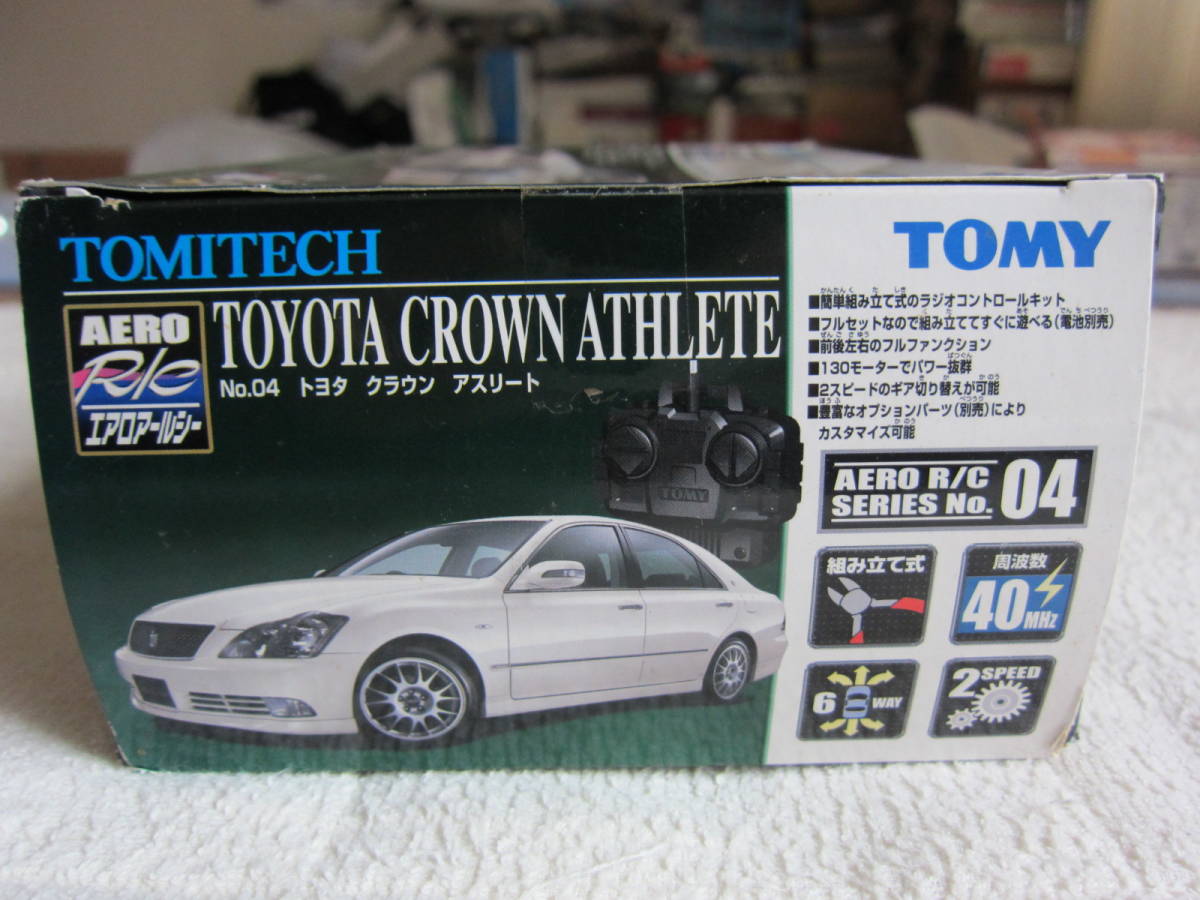 TOMITECH
AERO
R/C
エアロアールシー
TOYOTA CROWN ATHLETE
No.04 トヨタ クラウン アスリート
TOMY
TOMY
■簡単組み立て式のラジオコントロールキット
■フルセットなので組み立ててすぐに遊べる(電池別売)
■前後左右のフルファンクション
■130モーターでパワー抜群
■2スピードのギア切り替えが可能
■豊富なオプションパーツ(別売)により
カスタマイズ可能
AERO R/C
SERIES No. 04
組み立て式
周波数
40MHz
6 WAY
2 SPEED